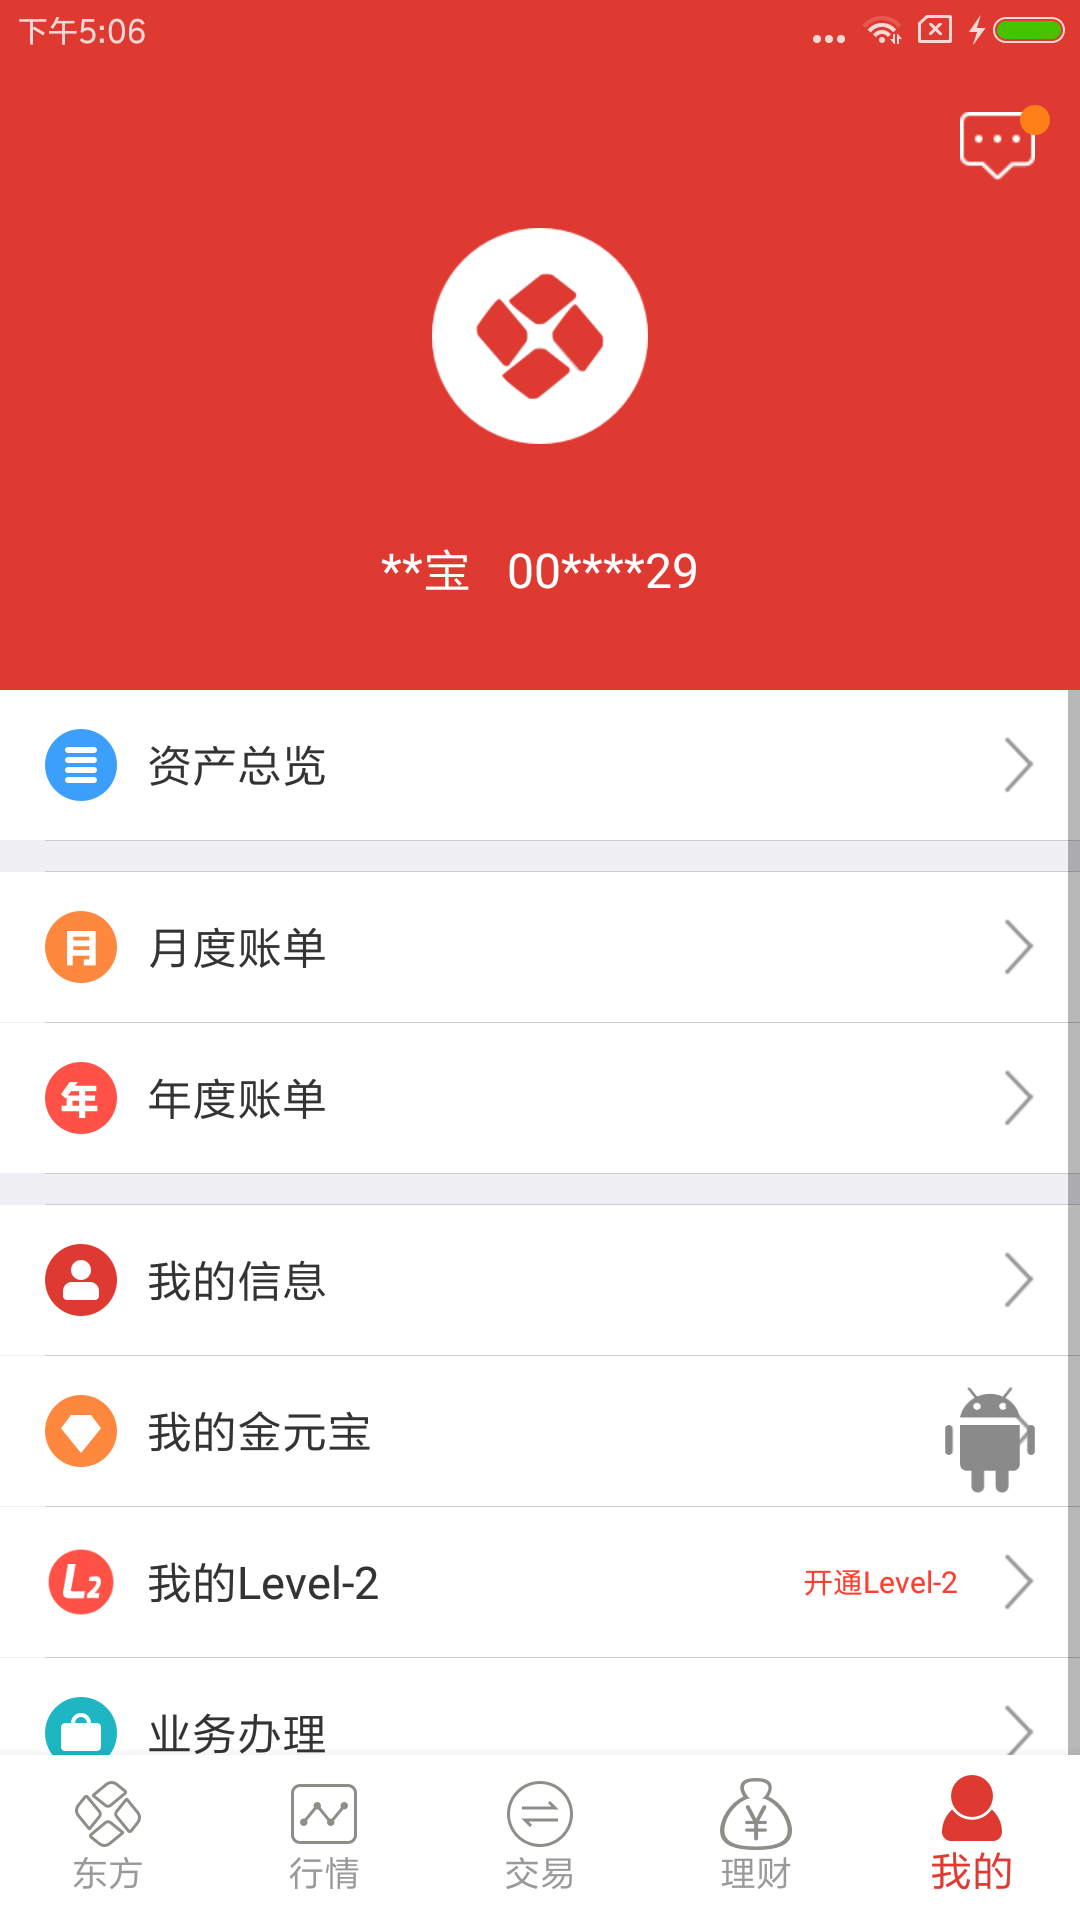 下午5:06
**宝 00****29
资产总览
月 月度账单
年 年度账单
我的信息
我的金元宝
L2 我的Level-2 开通Level-2
业务办理
东方 行情 交易 理财 我的